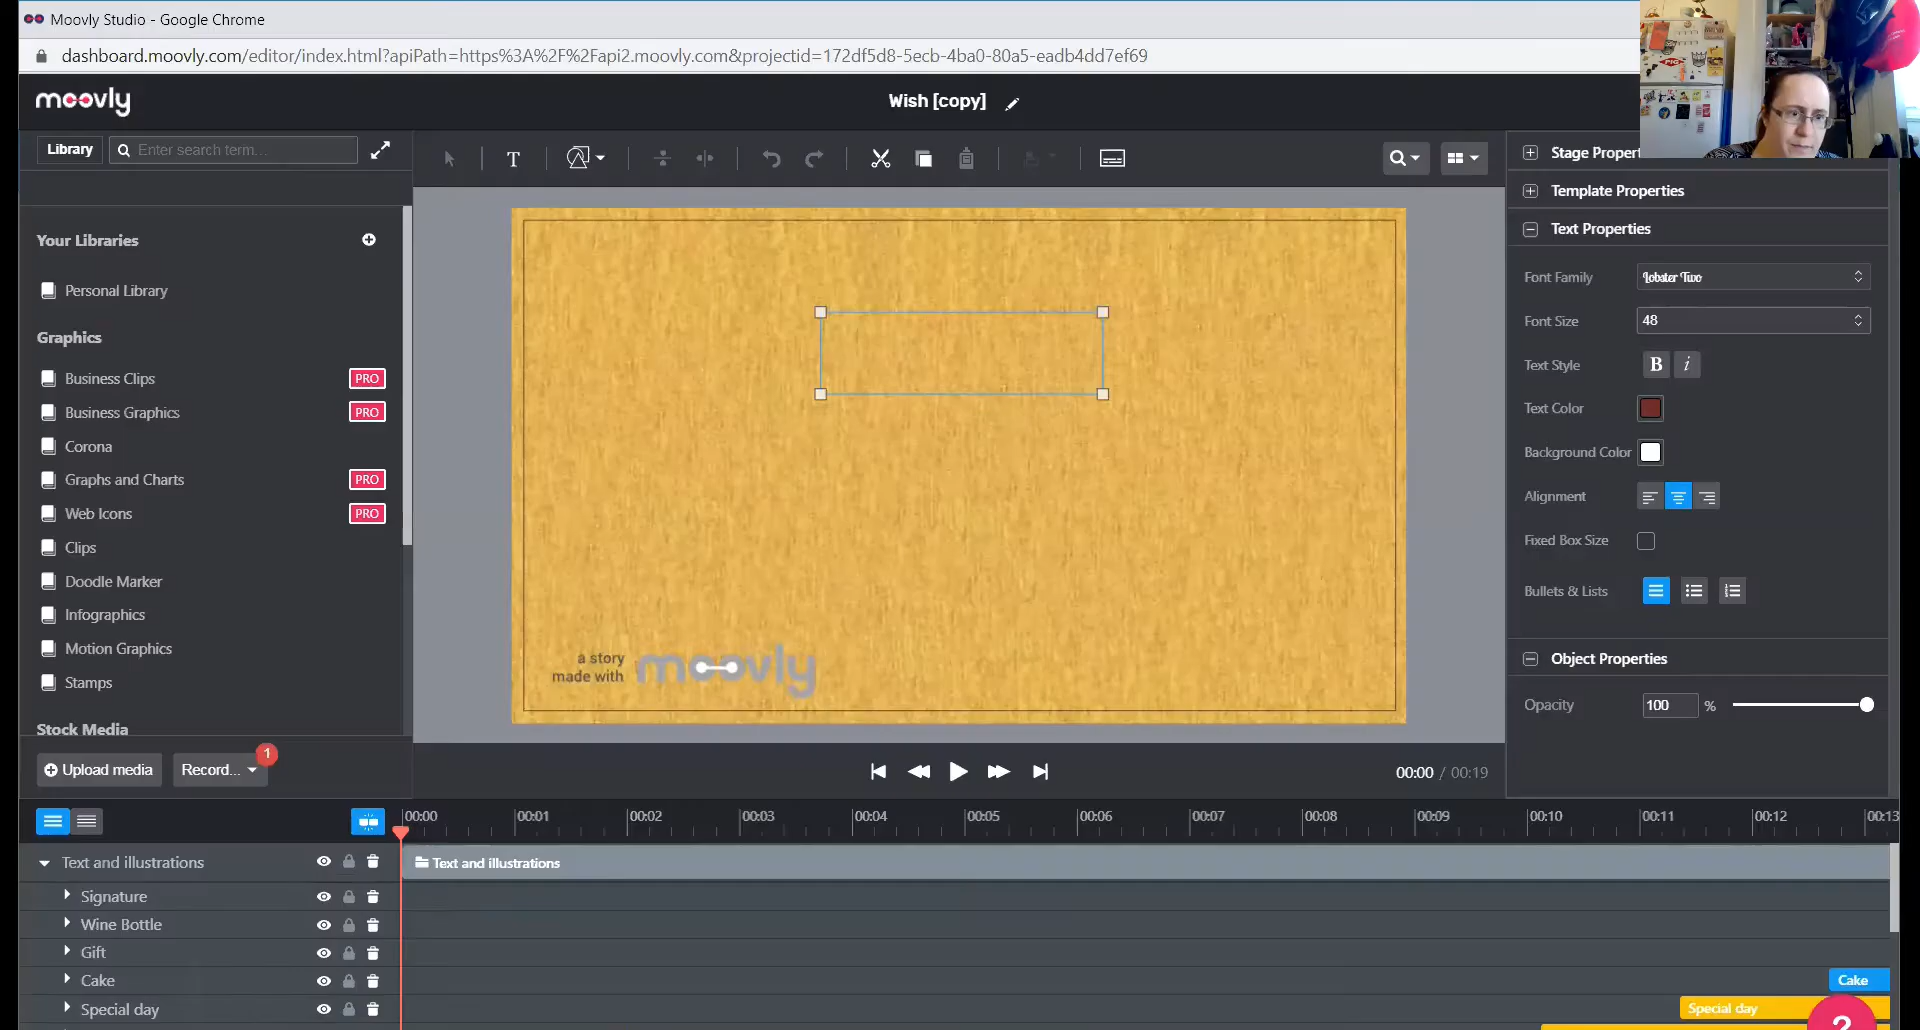 Moovly Studio - Google Chrome
dashboard.moovly.com/editor/index.html?apiPath=https%3A%2F%2Fapi2.moovly.com&projectid=172df5d8-5ecb-4ba0-80a5-eadb4dd7ef69
moovly
Wish [copy]
Library
Enter search term...
T
Stage Propert
Template Properties
Your Libraries
Text Properties
Personal Library
Font Family
Lobster Two
Graphics
Font Size
48
Business Clips
PRO
Text Style
B
i
Business Graphics
PRO
Text Color
Corona
Background Color
Graphs and Charts
PRO
Alignment
Web Icons
PRO
Clips
Fixed Box Size
Doodle Marker
Bullets & Lists
Infographics
Motion Graphics
a story
made with
moovly
Object Properties
Stamps
Opacity
100
%
Stock Media
Upload media
Record...
1
00:00 / 00:19
00:00
00:01
00:02
00:03
00:04
00:05
00:06
00:07
00:08
00:09
00:10
00:11
00:12
00:13
Text and illustrations
Text and illustrations
Signature
Wine Bottle
Gift
Cake
Cake
Special day
Special day
?